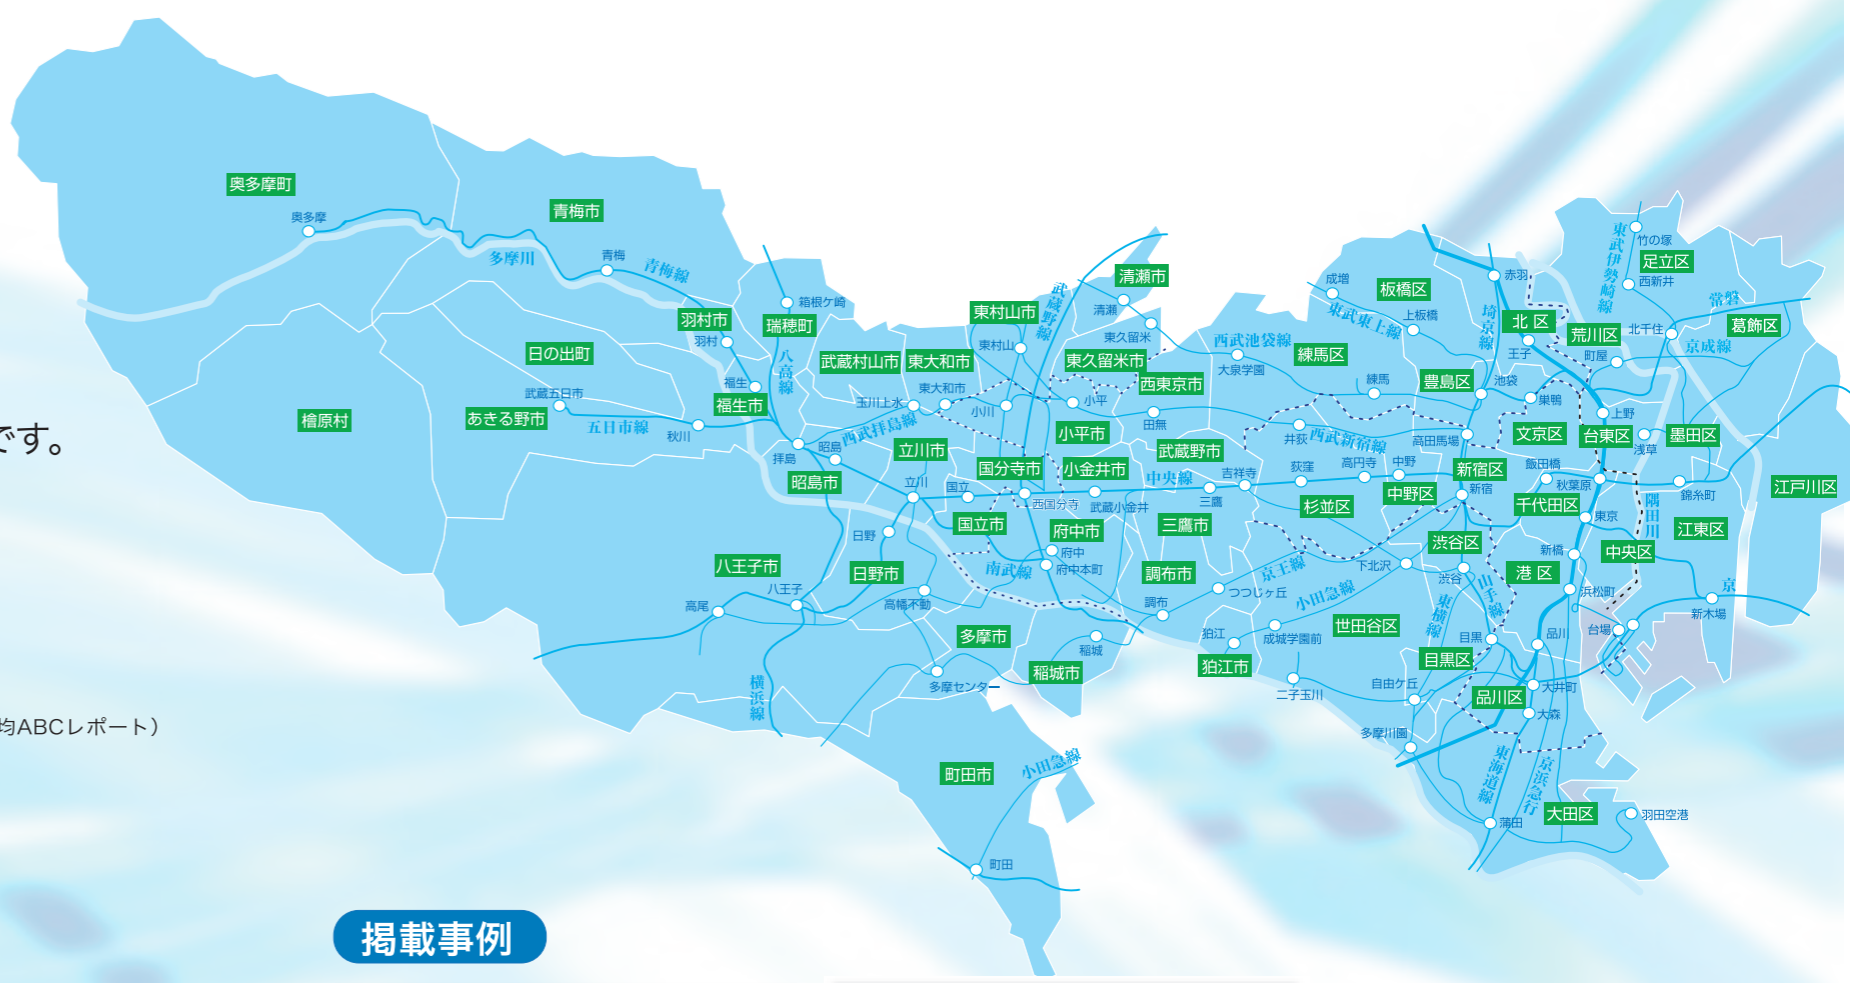 奥多摩町
奥多摩
青梅市
多摩川
青梅
青梅線
羽村市
羽村
箱根ケ崎
瑞穂町
八高線
日の出町
武蔵五日市
檜原村
あきる野市
五日市線
秋川
福生
福生市
拝島
昭島
昭島市
武蔵村山市
東大和市
東大和市
玉川上水
西武拝島線
立川市
立川
国立
国立市
東村山市
東村山
武蔵野線
清瀬市
清瀬
東久留米
東久留米市
西東京市
小川
小平
小平市
田無
国分寺市
西国分寺
小金井市
武蔵小金井
武蔵野市
中央線
三鷹
三鷹市
吉祥寺
府中市
府中
府中本町
南武線
調布市
調布
つつじヶ丘
京王線
日野
日野市
高幡不動
八王子市
八王子
高尾
横浜線
多摩市
多摩センター
稲城市
稲城
狛江
狛江市
町田市
小田急線
町田
成増
板橋区
上板橋
東武東上線
西武池袋線
大泉学園
練馬区
練馬
豊島区
池袋
埼京線
赤羽
北 区
王子
巣鴨
荒川区
町屋
東武伊勢崎線
竹の塚
足立区
西新井
北千住
常磐
京成線
葛飾区
上野
文京区
台東区
浅草
墨田区
井荻
西武新宿線
高田馬場
荻窪
高円寺
中野
中野区
杉並区
新宿区
新宿
飯田橋
秋葉原
千代田区
東京
錦糸町
隅田川
江東区
江戸川区
中央区
渋谷区
渋谷
下北沢
小田急線
新橋
港 区
浜松町
山手線
東横線
世田谷区
成城学園前
二子玉川
目黒
目黒区
自由ケ丘
品川
品川区
大井町
大森
台場
新木場
京
多摩川園
東海道線
京浜急行
蒲田
大田区
羽田空港
です。
均ABCレポート）
掲載事例